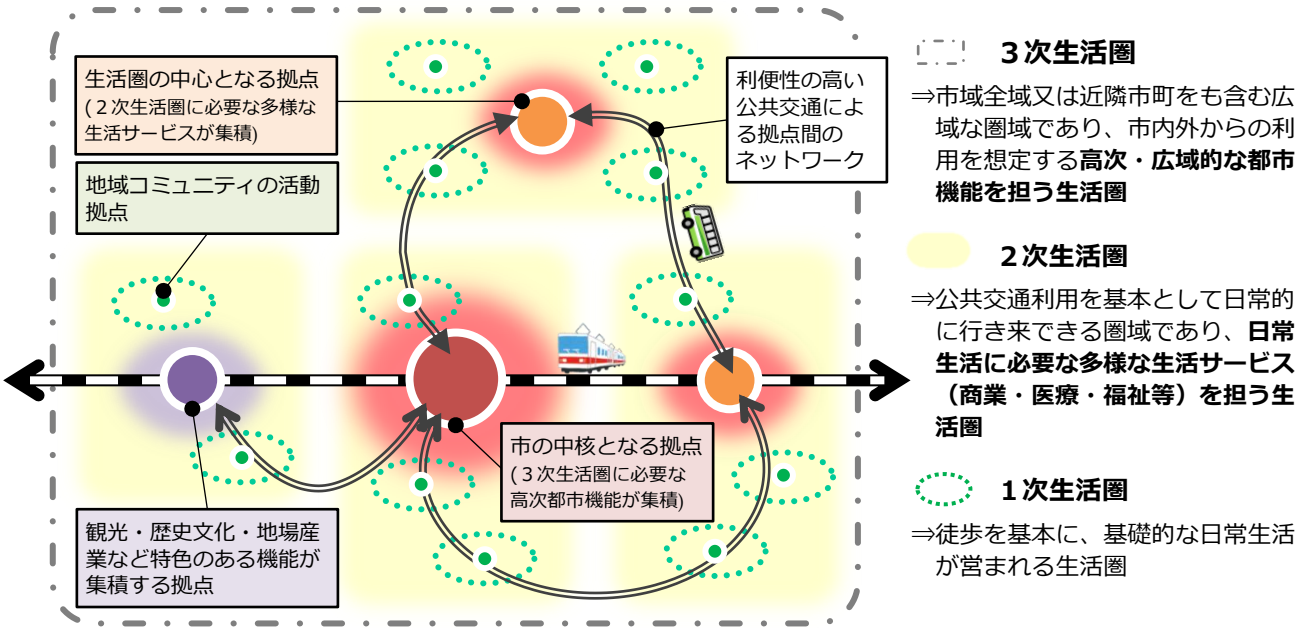 生活圏の中心となる拠点
(２次生活圏に必要な多様な
生活サービスが集積)
地域コミュニティの活動
拠点
利便性の高い
公共交通によ
る拠点間の
ネットワーク
市の中核となる拠点
(３次生活圏に必要な
高次都市機能が集積)
観光・歴史文化・地場産
業など特色のある機能が
集積する拠点
３次生活圏
⇒市域全域又は近隣市町をも含む広
域な圏域であり、市内外からの利
用を想定する高次・広域的な都市
機能を担う生活圏
２次生活圏
⇒公共交通利用を基本として日常的
に行き来できる圏域であり、日常
生活に必要な多様な生活サービス
（商業・医療・福祉等）を担う生
活圏
１次生活圏
⇒徒歩を基本に、基礎的な日常生活
が営まれる生活圏